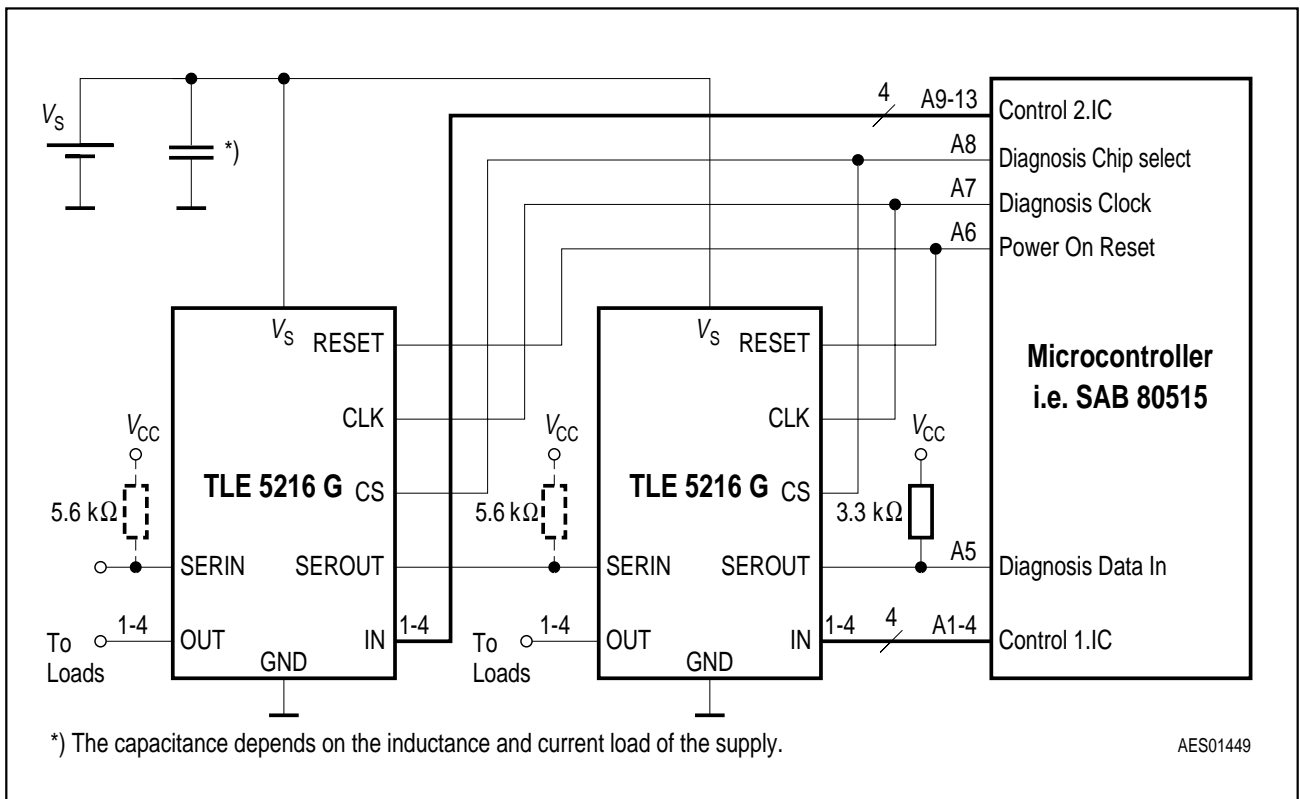 4
A9-13
Control 2.IC
V_S
*)
A8
Diagnosis Chip select
A7
Diagnosis Clock
A6
Power On Reset
V_S
RESET
CLK
TLE 5216 G
CS
SERIN
SEROUT
OUT
IN
GND
V_CC
5.6 kΩ
To
Loads
1-4
1-4
V_S
RESET
CLK
TLE 5216 G
CS
SERIN
SEROUT
OUT
IN
GND
V_CC
5.6 kΩ
To
Loads
1-4
1-4
V_CC
3.3 kΩ
Microcontroller
i.e. SAB 80515
A5
Diagnosis Data In
4
A1-4
Control 1.IC
*) The capacitance depends on the inductance and current load of the supply.
AES01449